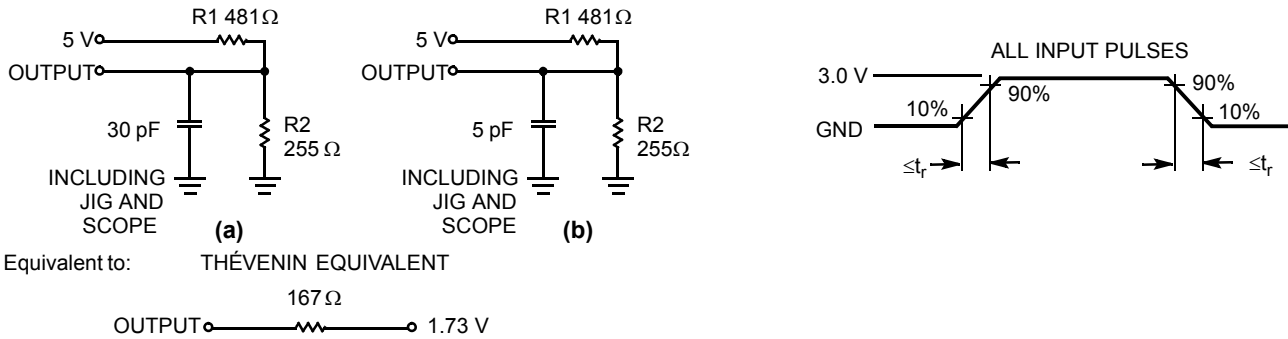 R1 481Ω
5 V
OUTPUT
30 pF
R2
255 Ω
INCLUDING
JIG AND
SCOPE
(a)
R1 481Ω
5 V
OUTPUT
5 pF
R2
255Ω
INCLUDING
JIG AND
SCOPE
(b)
ALL INPUT PULSES
3.0 V
90%
90%
10%
10%
GND
≤tr
≤tr
Equivalent to: THÉVENIN EQUIVALENT
167Ω
OUTPUT 1.73 V